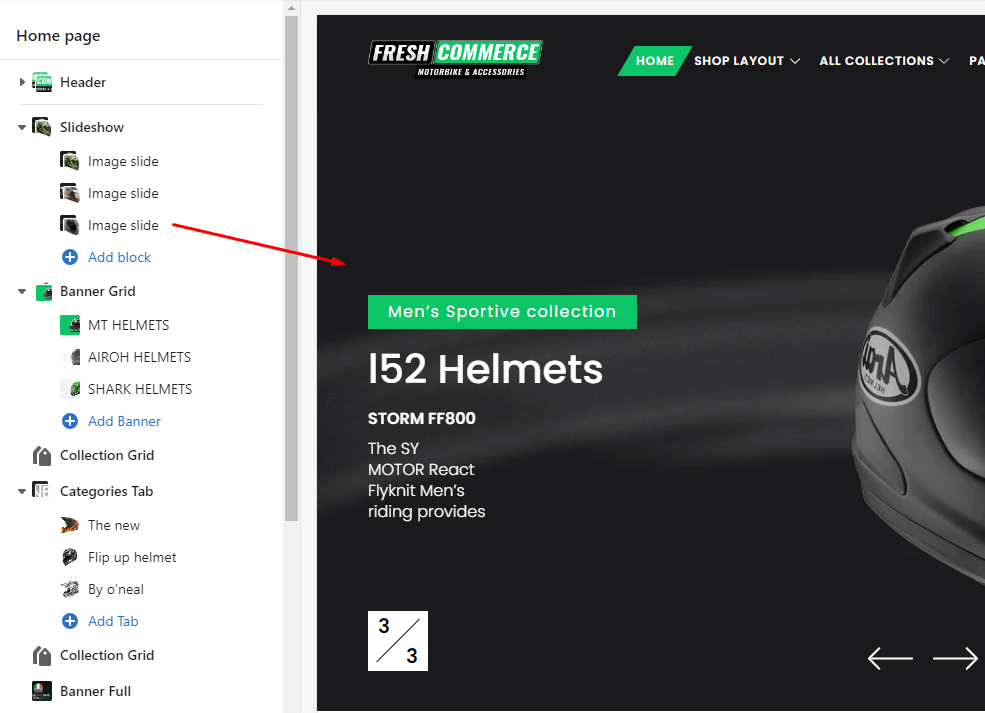 Home page
Header
Slideshow
Image slide
Image slide
Image slide
Add block
Banner Grid
MT HELMETS
AIROH HELMETS
SHARK HELMETS
Add Banner
Collection Grid
Categories Tab
The new
Flip up helmet
By o’neal
Add Tab
Collection Grid
Banner Full
FRESH COMMERCE
MOTORBIKE & ACCESSORIES
HOME SHOP LAYOUT ALL COLLECTIONS PA
Men’s Sportive collection
l52 Helmets
STORM FF800
The SY
MOTOR React
Flyknit Men’s
riding provides
3
3
Arai
HELMET